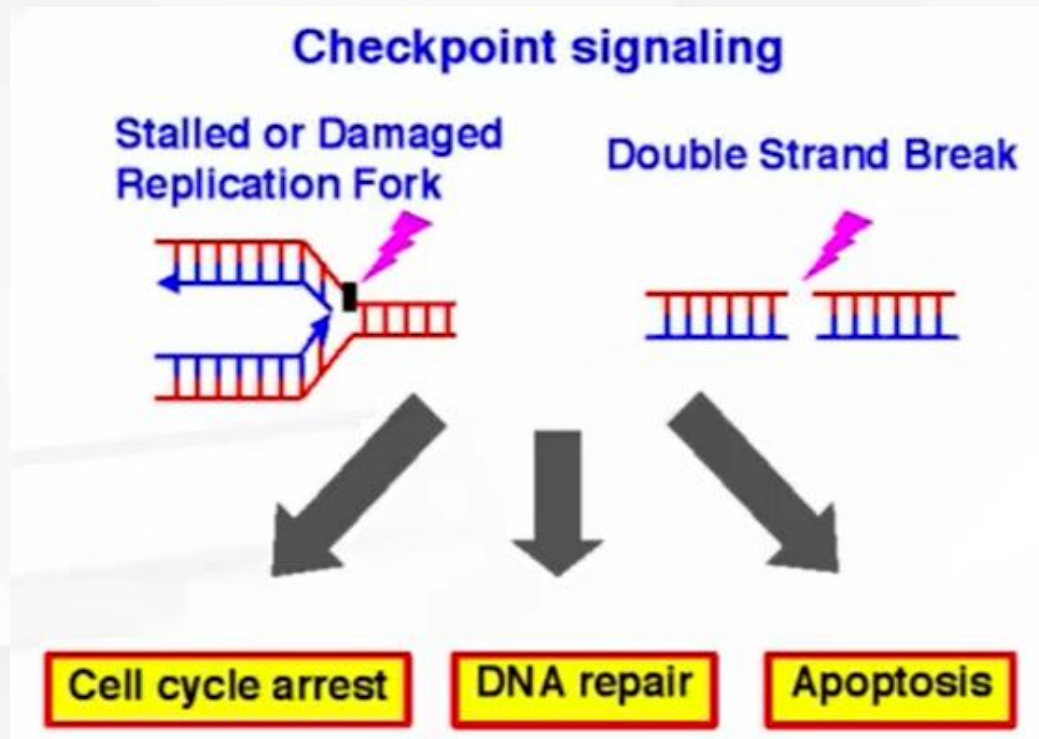 Checkpoint signaling
Stalled or Damaged
Replication Fork
Double Strand Break
Cell cycle arrest
DNA repair
Apoptosis